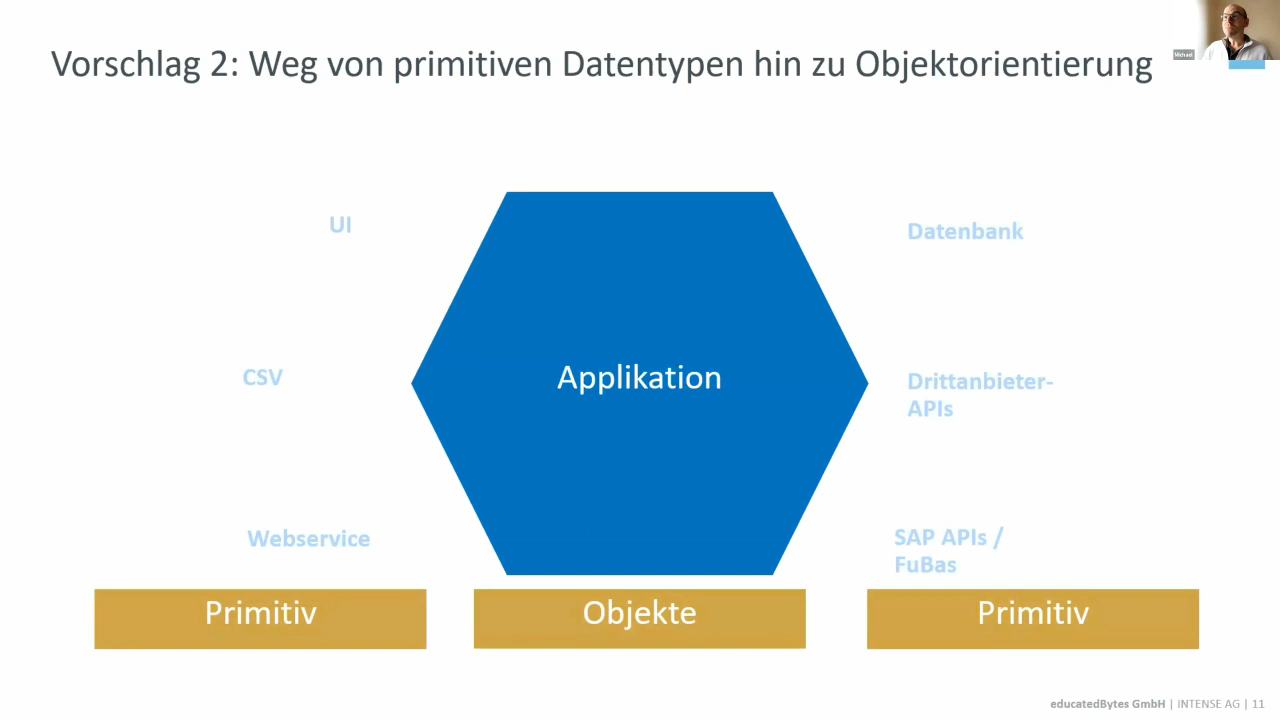 Vorschlag 2: Weg von primitiven Datentypen hin zu Objektorientierung
Michael
UI
Datenbank
Applikation
CSV
Drittanbieter-
APIs
Webservice
SAP APIs /
FuBas
Primitiv
Objekte
Primitiv
educatedBytes GmbH | INTENSE AG | 11